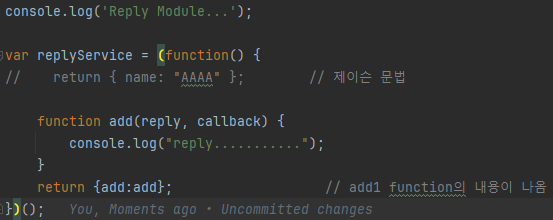 console.log('Reply Module...');
var replyService = (function() {
//    return { name: "AAAA" };        // 제이슨 문법
    function add(reply, callback) {
        console.log("reply...........");
    }
    return {add:add};                   // add1 function의 내용이 나옴
})();   You, Moments ago · Uncommitted changes